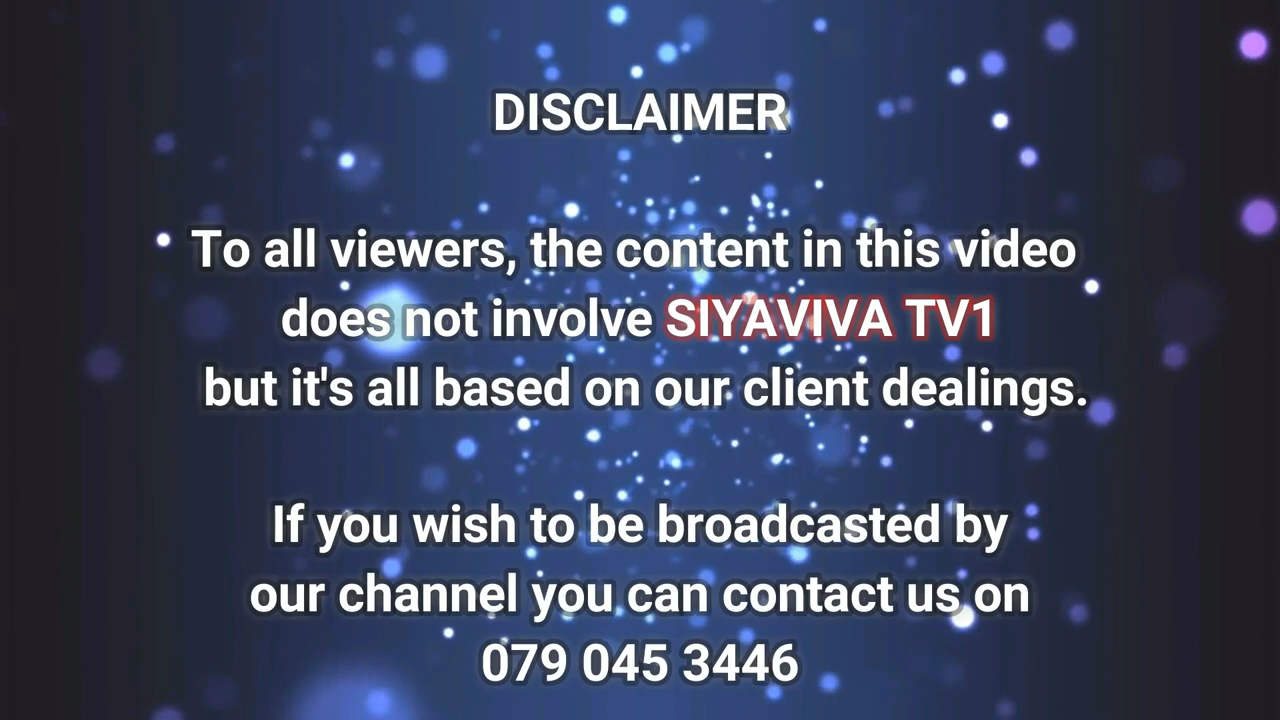 DISCLAIMER
To all viewers, the content in this video
does not involve SIYAVIVA TV1
but it's all based on our client dealings.
If you wish to be broadcasted by
our channel you can contact us on
079 045 3446